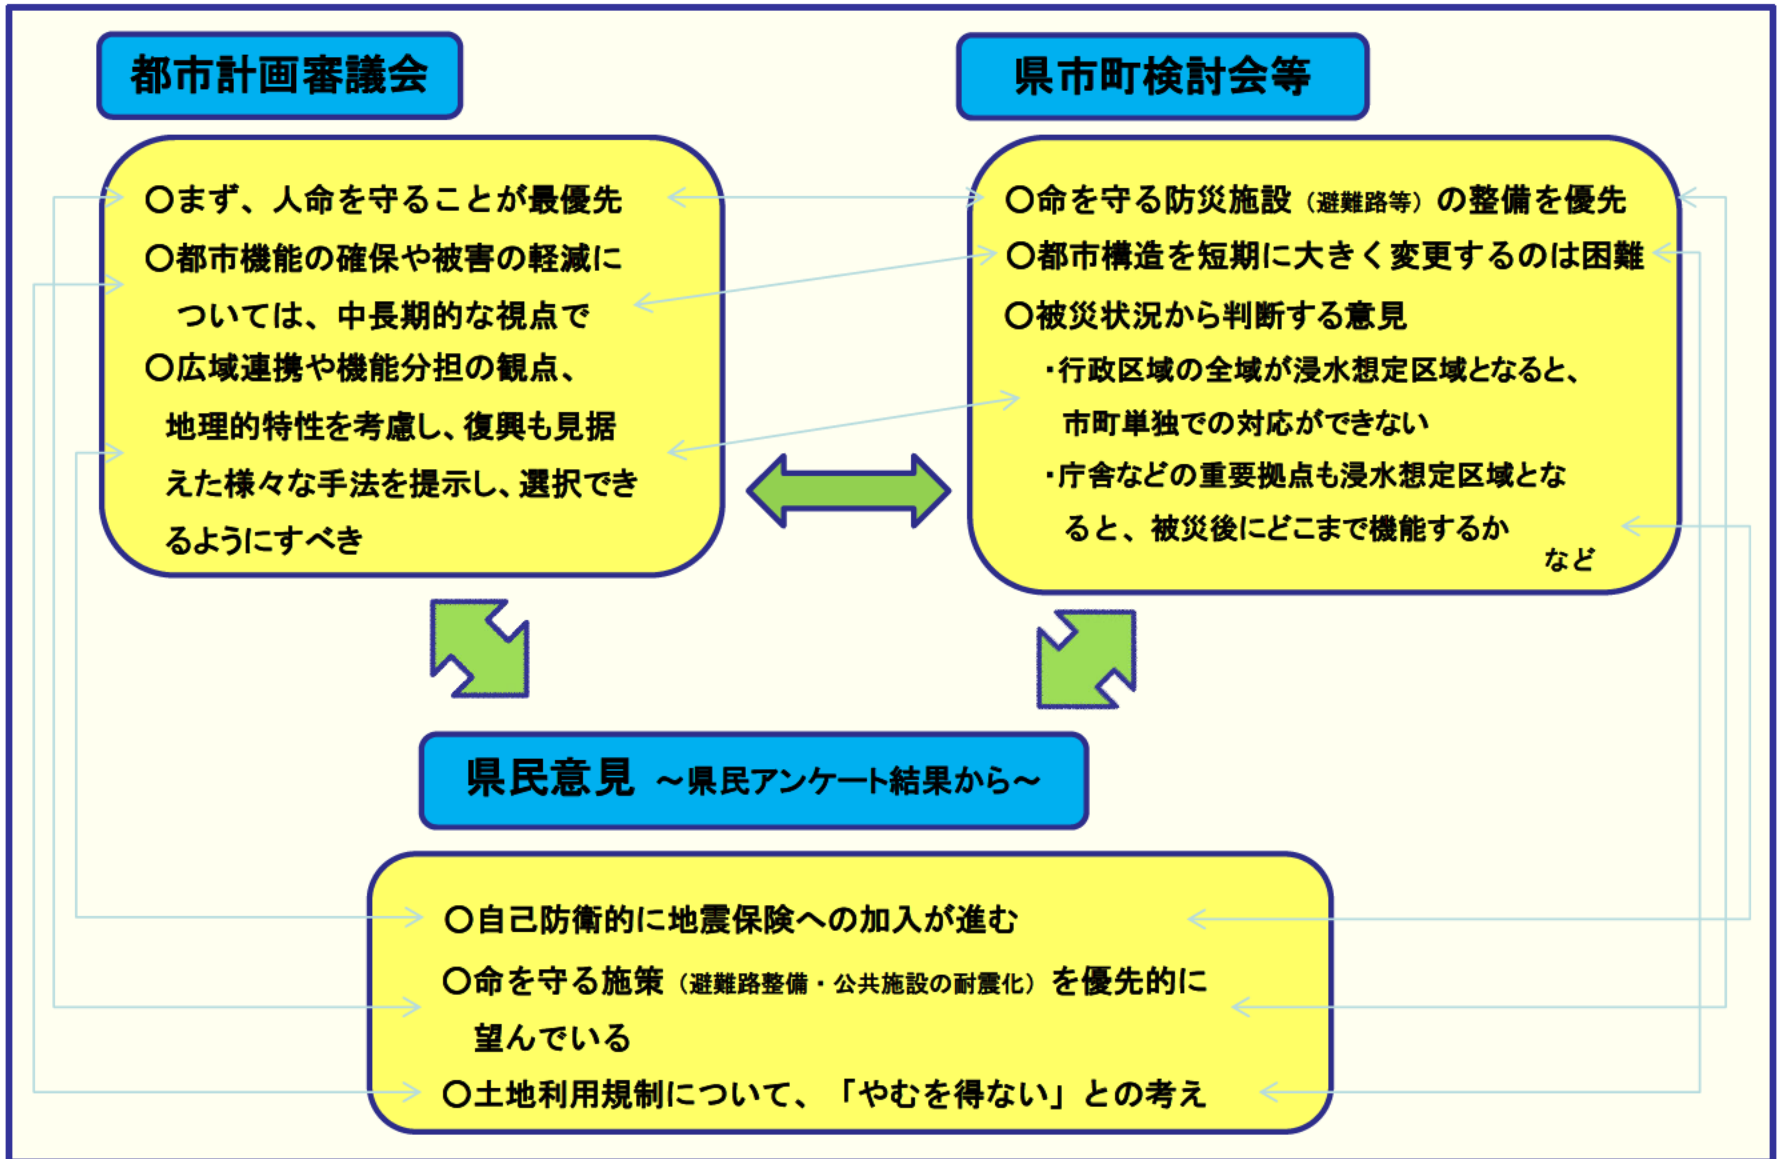 都市計画審議会
〇まず、人命を守ることが最優先
〇都市機能の確保や被害の軽減に
ついては、中長期的な視点で
〇広域連携や機能分担の観点、
地理的特性を考慮し、復興も見据
えた様々な手法を提示し、選択でき
るようにすべき
県市町検討会等
〇命を守る防災施設（避難路等）の整備を優先
〇都市構造を短期に大きく変更するのは困難
〇被災状況から判断する意見
・行政区域の全域が浸水想定区域となると、
市町単独での対応ができない
・庁舎などの重要拠点も浸水想定区域とな
ると、被災後にどこまで機能するか
など
県民意見 ～県民アンケート結果から～
〇自己防衛的に地震保険への加入が進む
〇命を守る施策（避難路整備・公共施設の耐震化）を優先的に
望んでいる
〇土地利用規制について、「やむを得ない」との考え